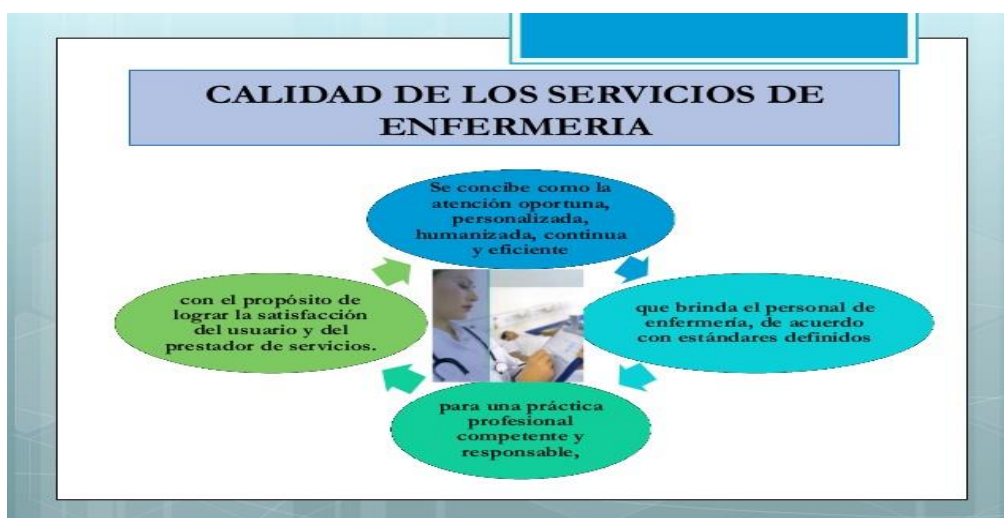 CALIDAD DE LOS SERVICIOS DE
ENFERMERIA
Se concibe como la
atención oportuna,
personalizada,
humanizada, continua
y eficiente
que brinda el personal de
enfermería, de acuerdo
con estándares definidos
para una práctica
profesional
competente y
responsable,
con el propósito de
lograr la satisfacción
del usuario y del
prestador de servicios.